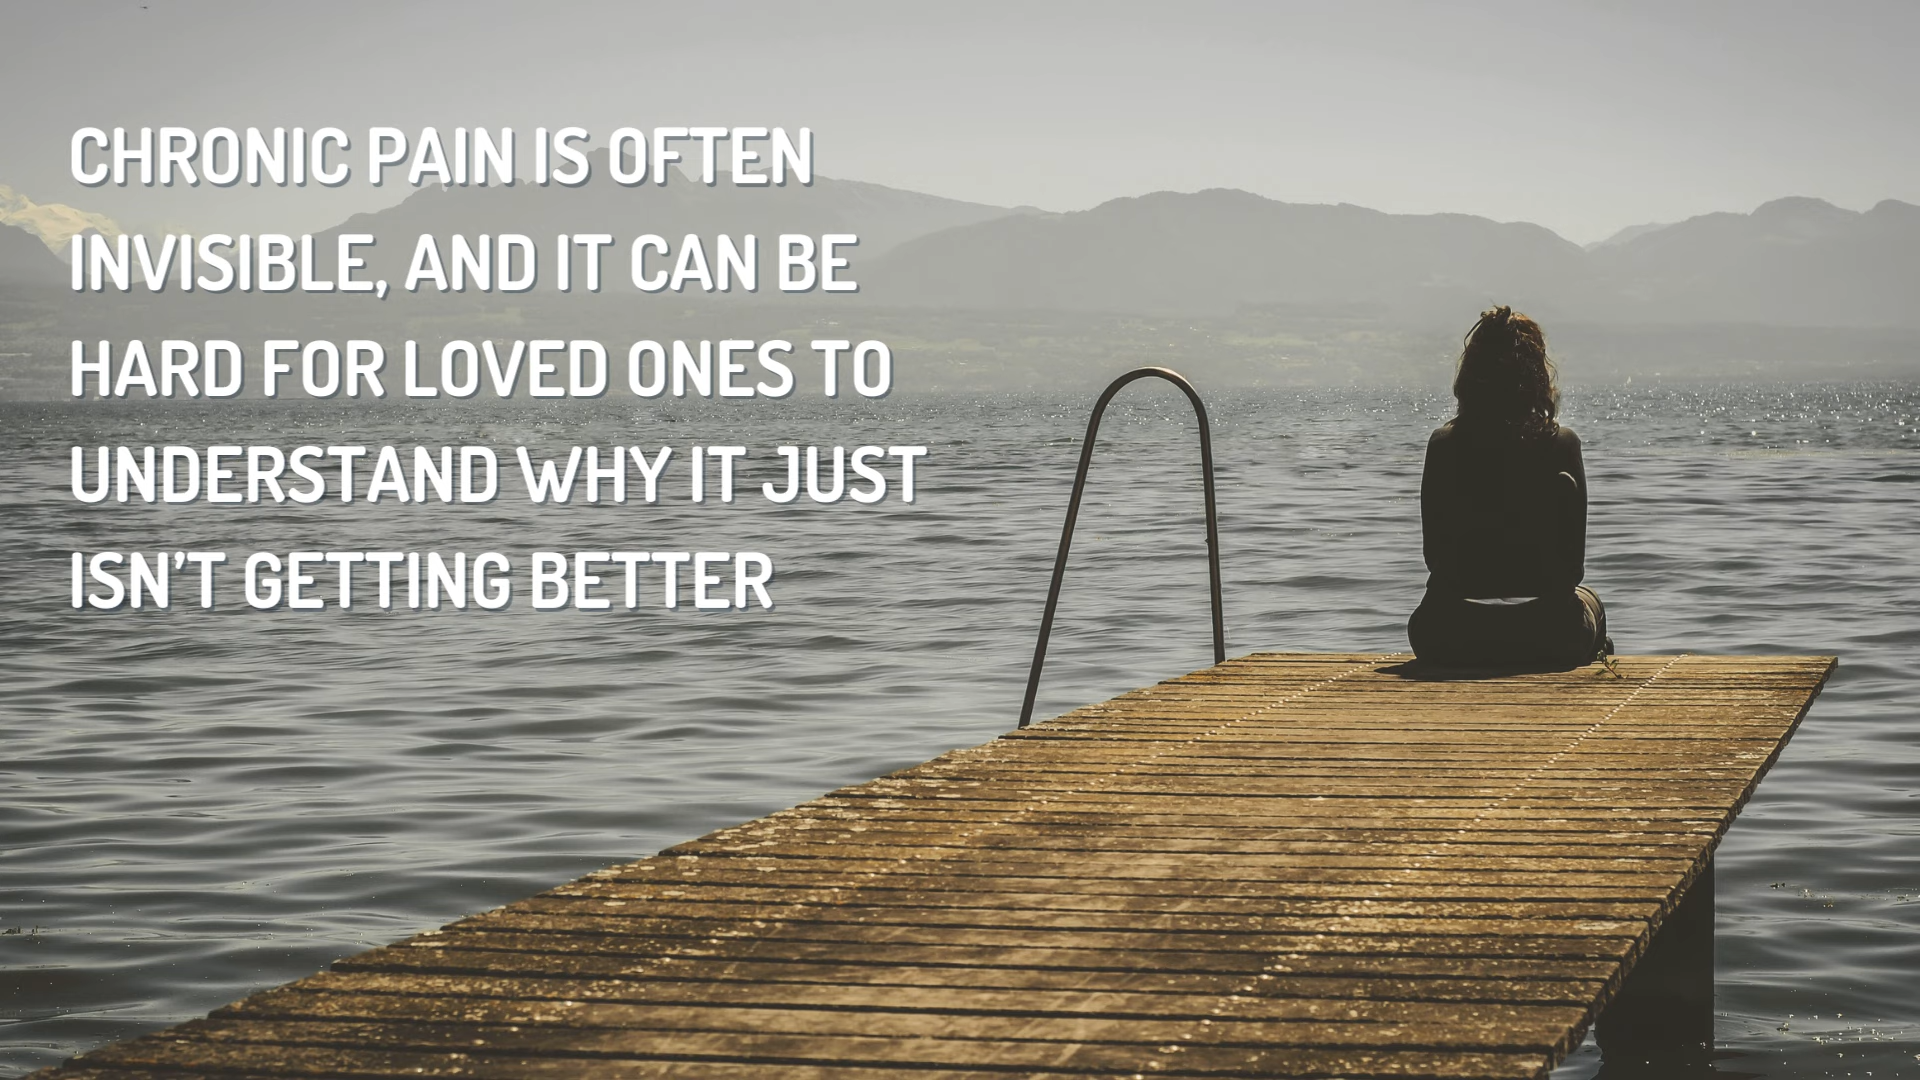 CHRONIC PAIN IS OFTEN
INVISIBLE, AND IT CAN BE
HARD FOR LOVED ONES TO
UNDERSTAND WHY IT JUST
ISN’T GETTING BETTER